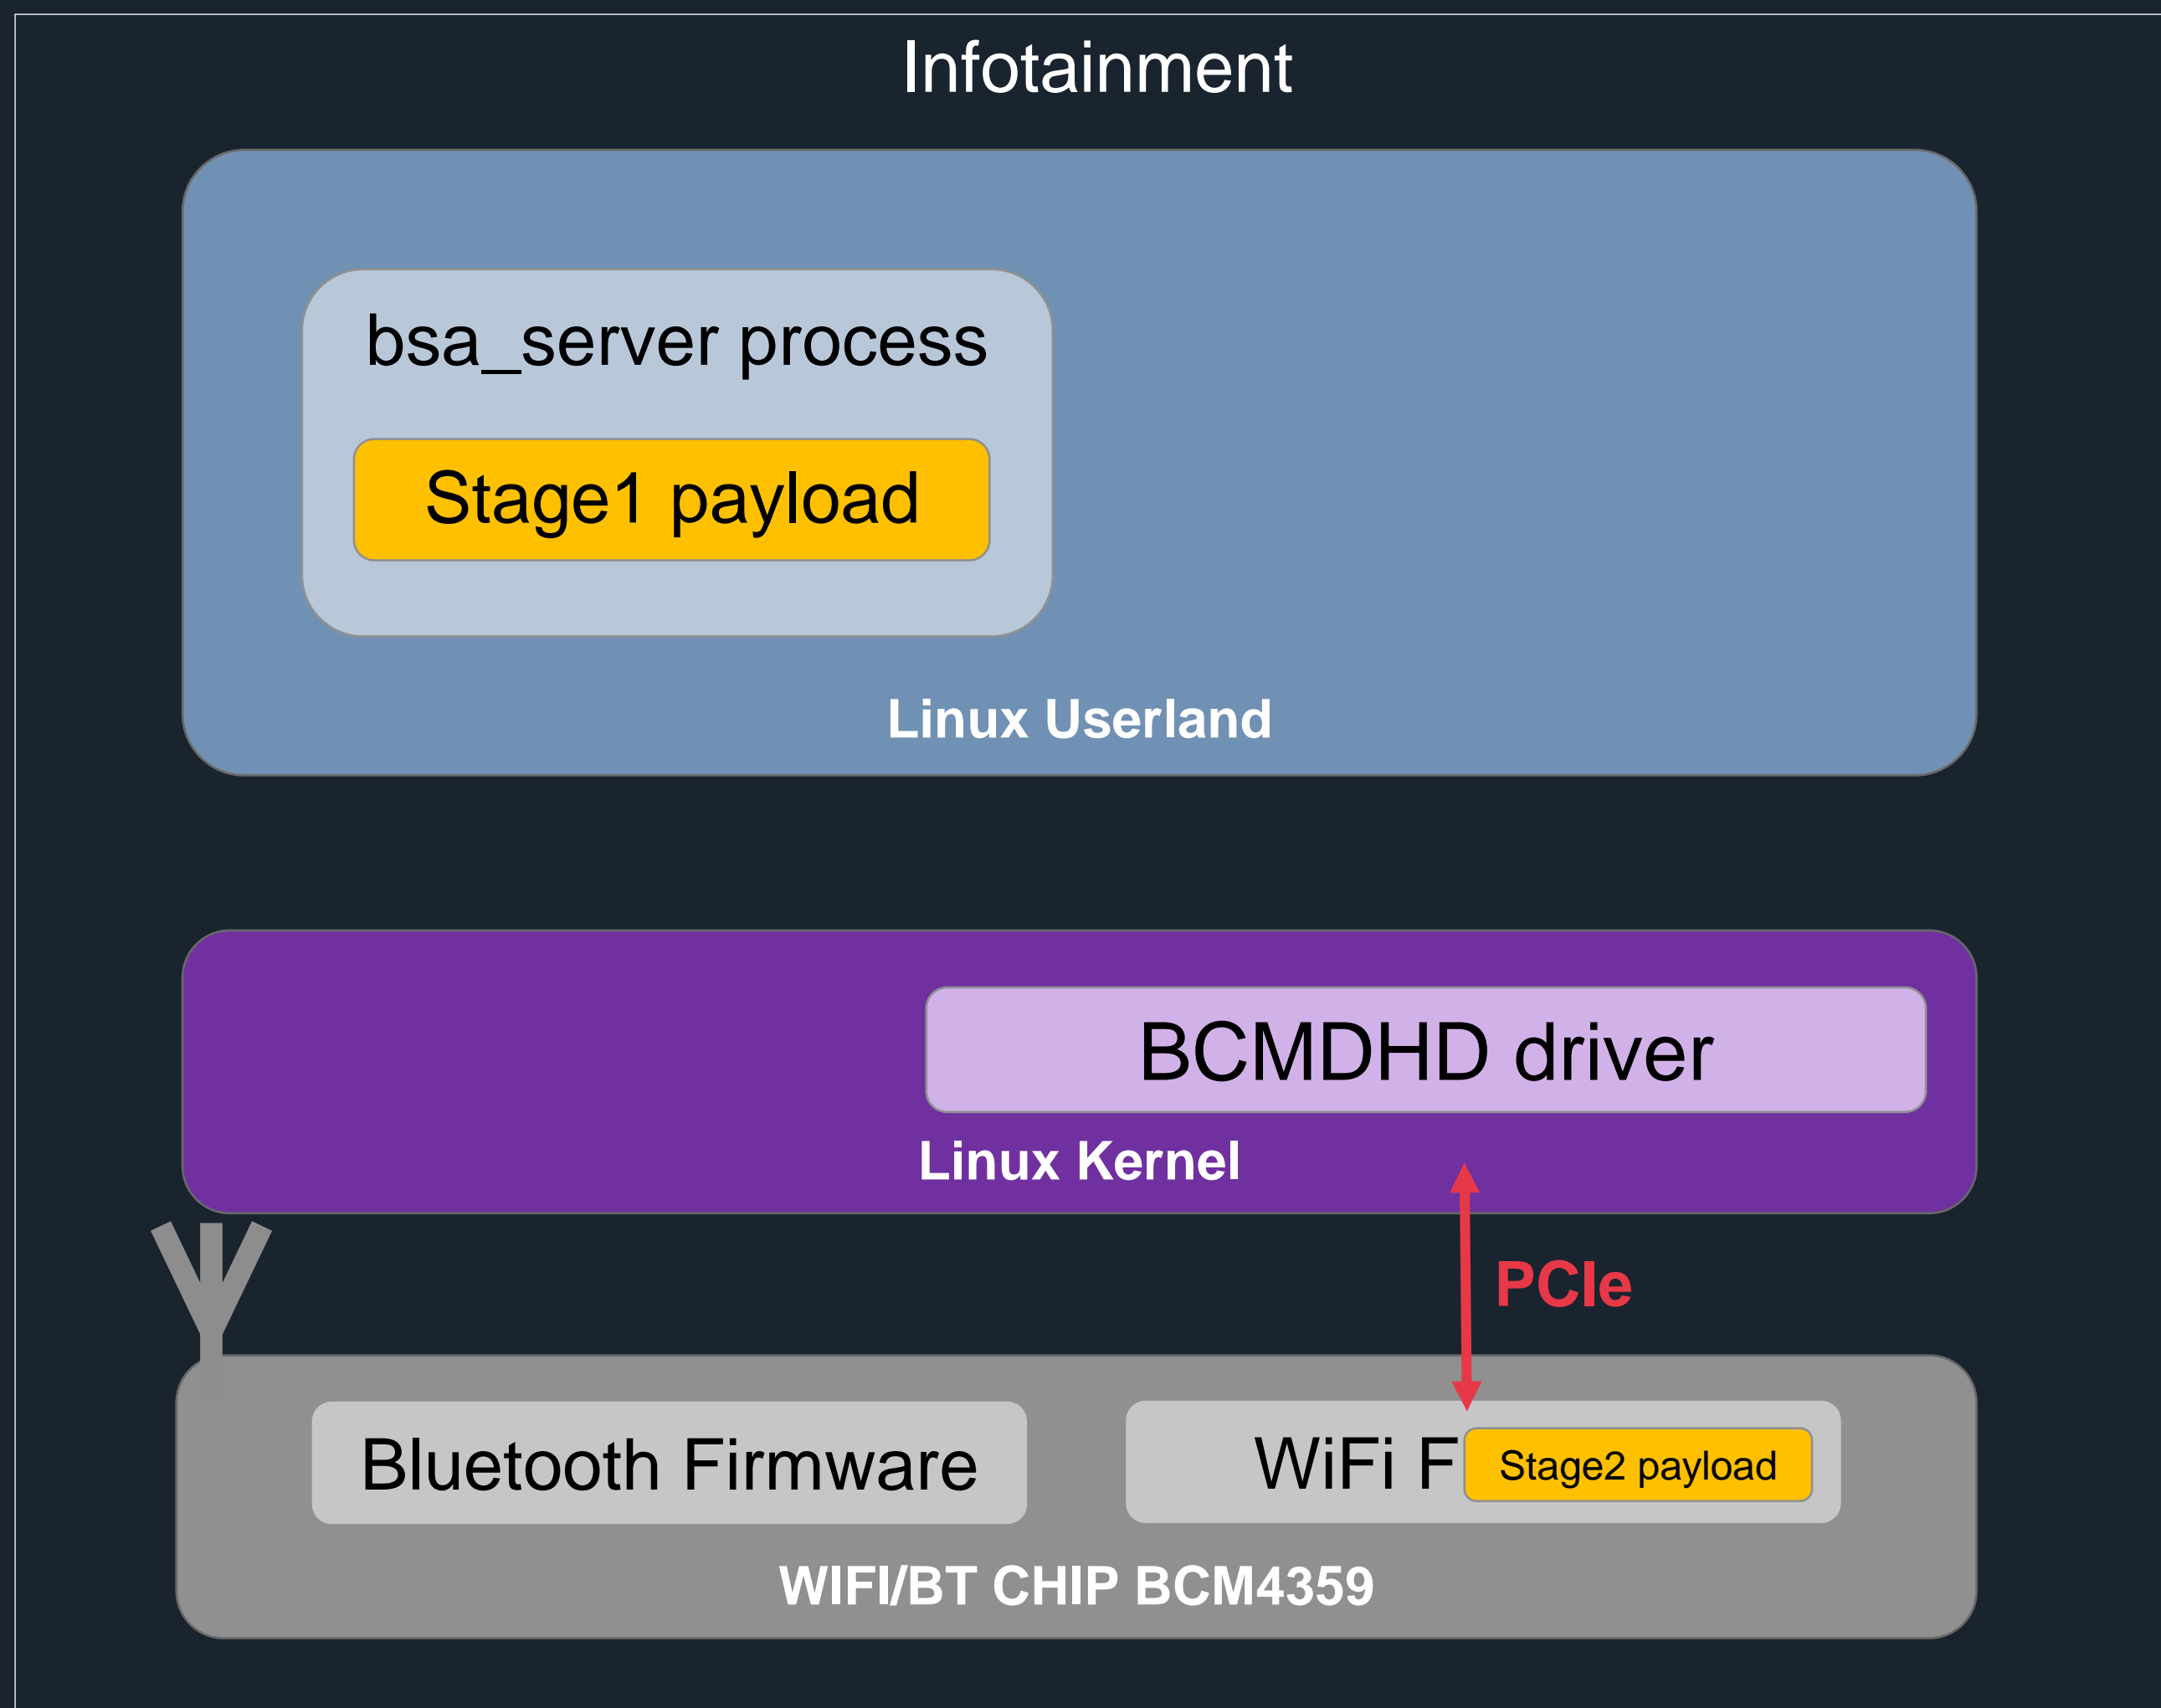 Infotainment
bsa_server process
Stage1 payload
Linux Userland
BCMDHD driver
Linux Kernel
PCIe
Bluetooth Firmware
WiFi F
Stage2 payload
WIFI/BT CHIP BCM4359